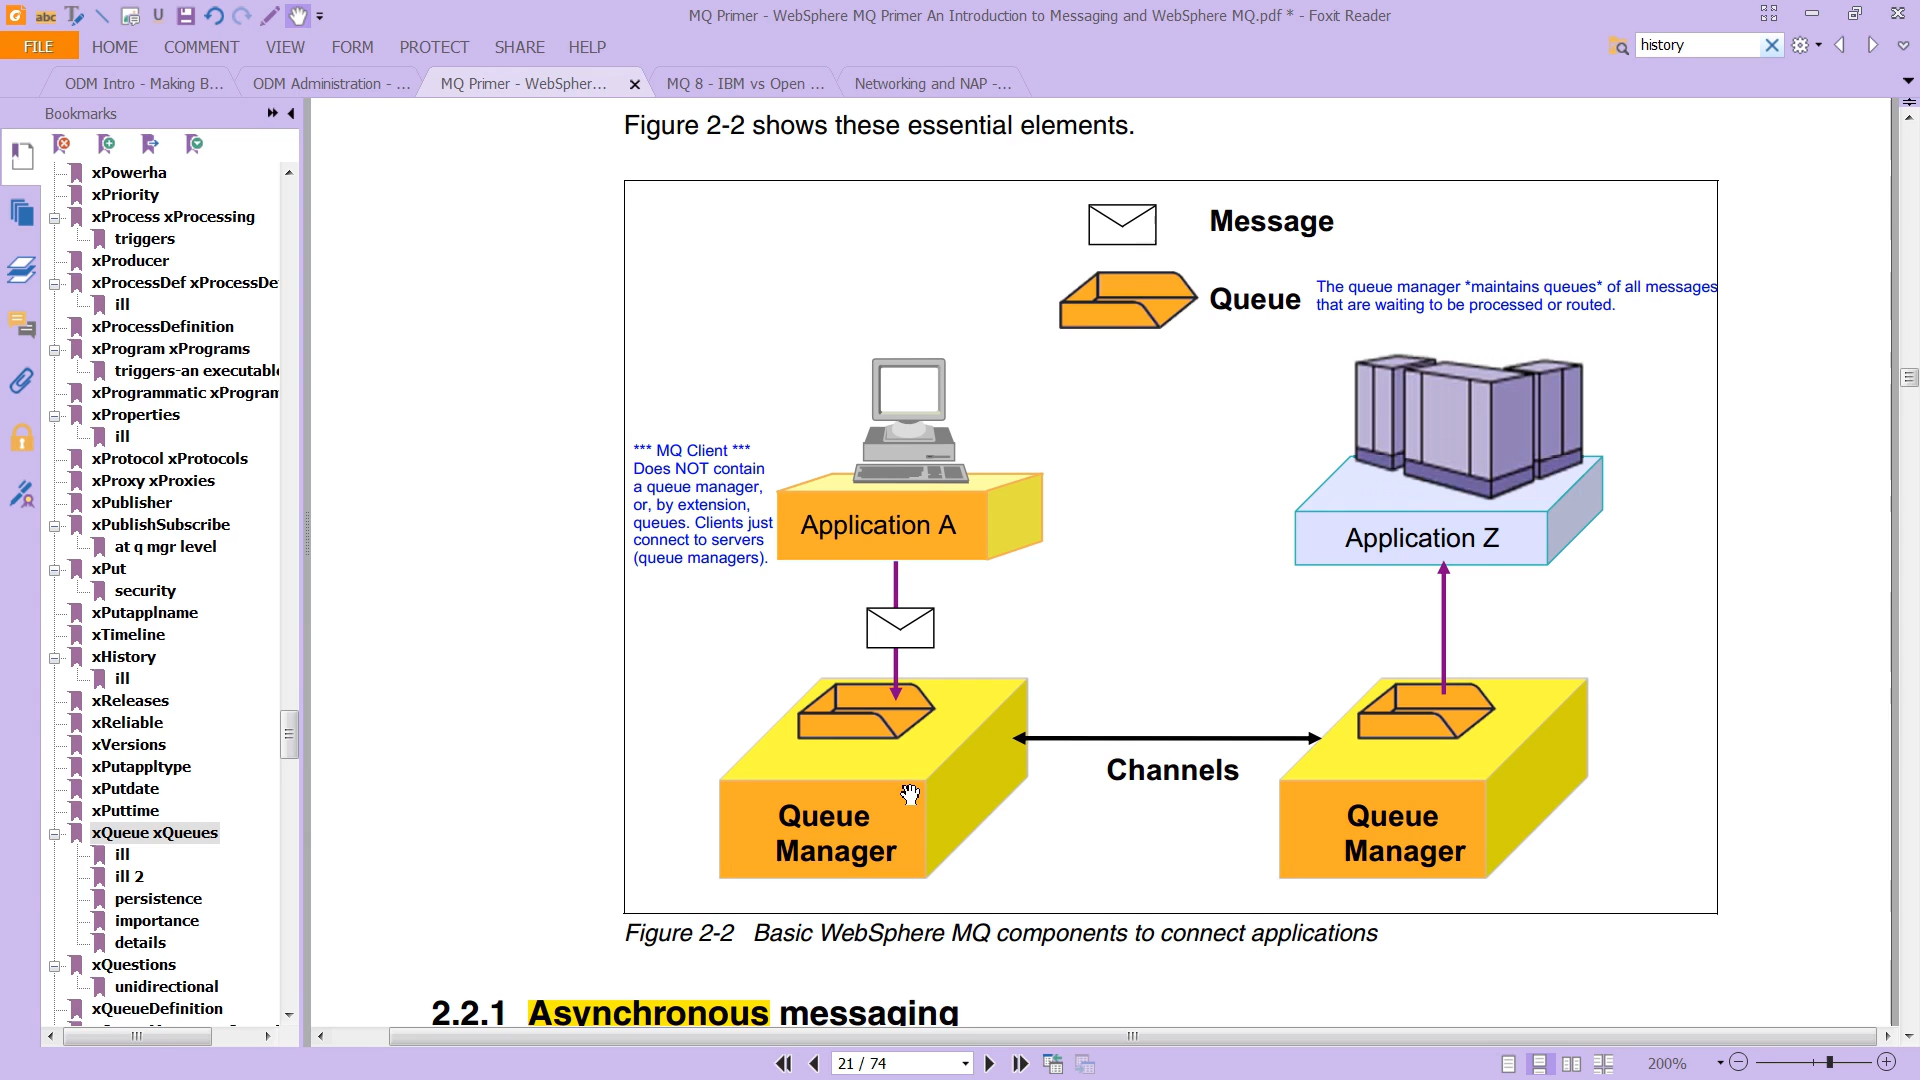 abc
MQ Primer - WebSphere MQ Primer An Introduction to Messaging and WebSphere MQ.pdf * - Foxit Reader
FILE HOME COMMENT VIEW FORM PROTECT SHARE HELP
history
ODM Intro - Making B...
ODM Administration - ...
MQ Primer - WebSpher...
MQ 8 - IBM vs Open ...
Networking and NAP -...
Bookmarks
xPowerha
xPriority
xProcess xProcessing
triggers
xProducer
xProcessDef xProcessDe
ill
xProcessDefinition
xProgram xPrograms
triggers-an executabl
xProgrammatic xProgram
xProperties
ill
xProtocol xProtocols
xProxy xProxies
xPublisher
xPublishSubscribe
at q mgr level
xPut
security
xPutapplname
xTimeline
xHistory
ill
xReleases
xReliable
xVersions
xPutappltype
xPutdate
xPuttime
xQueue xQueues
ill
ill 2
persistence
importance
details
xQuestions
unidirectional
xQueueDefinition
Figure 2-2 shows these essential elements.
Message
Queue
The queue manager *maintains queues* of all messages
that are waiting to be processed or routed.
*** MQ Client ***
Does NOT contain
a queue manager,
or, by extension,
queues. Clients just
connect to servers
(queue managers).
Application A
Application Z
Channels
Queue
Manager
Queue
Manager
Figure 2-2 Basic WebSphere MQ components to connect applications
2.2.1 Asynchronous messaging
21 / 74
200%